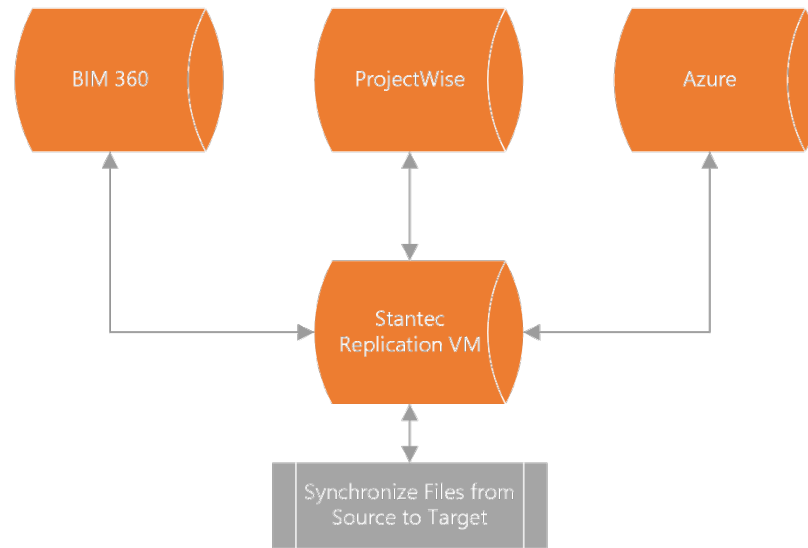 BIM 360
ProjectWise
Azure
Stantec
Replication VM
Synchronize Files from
Source to Target